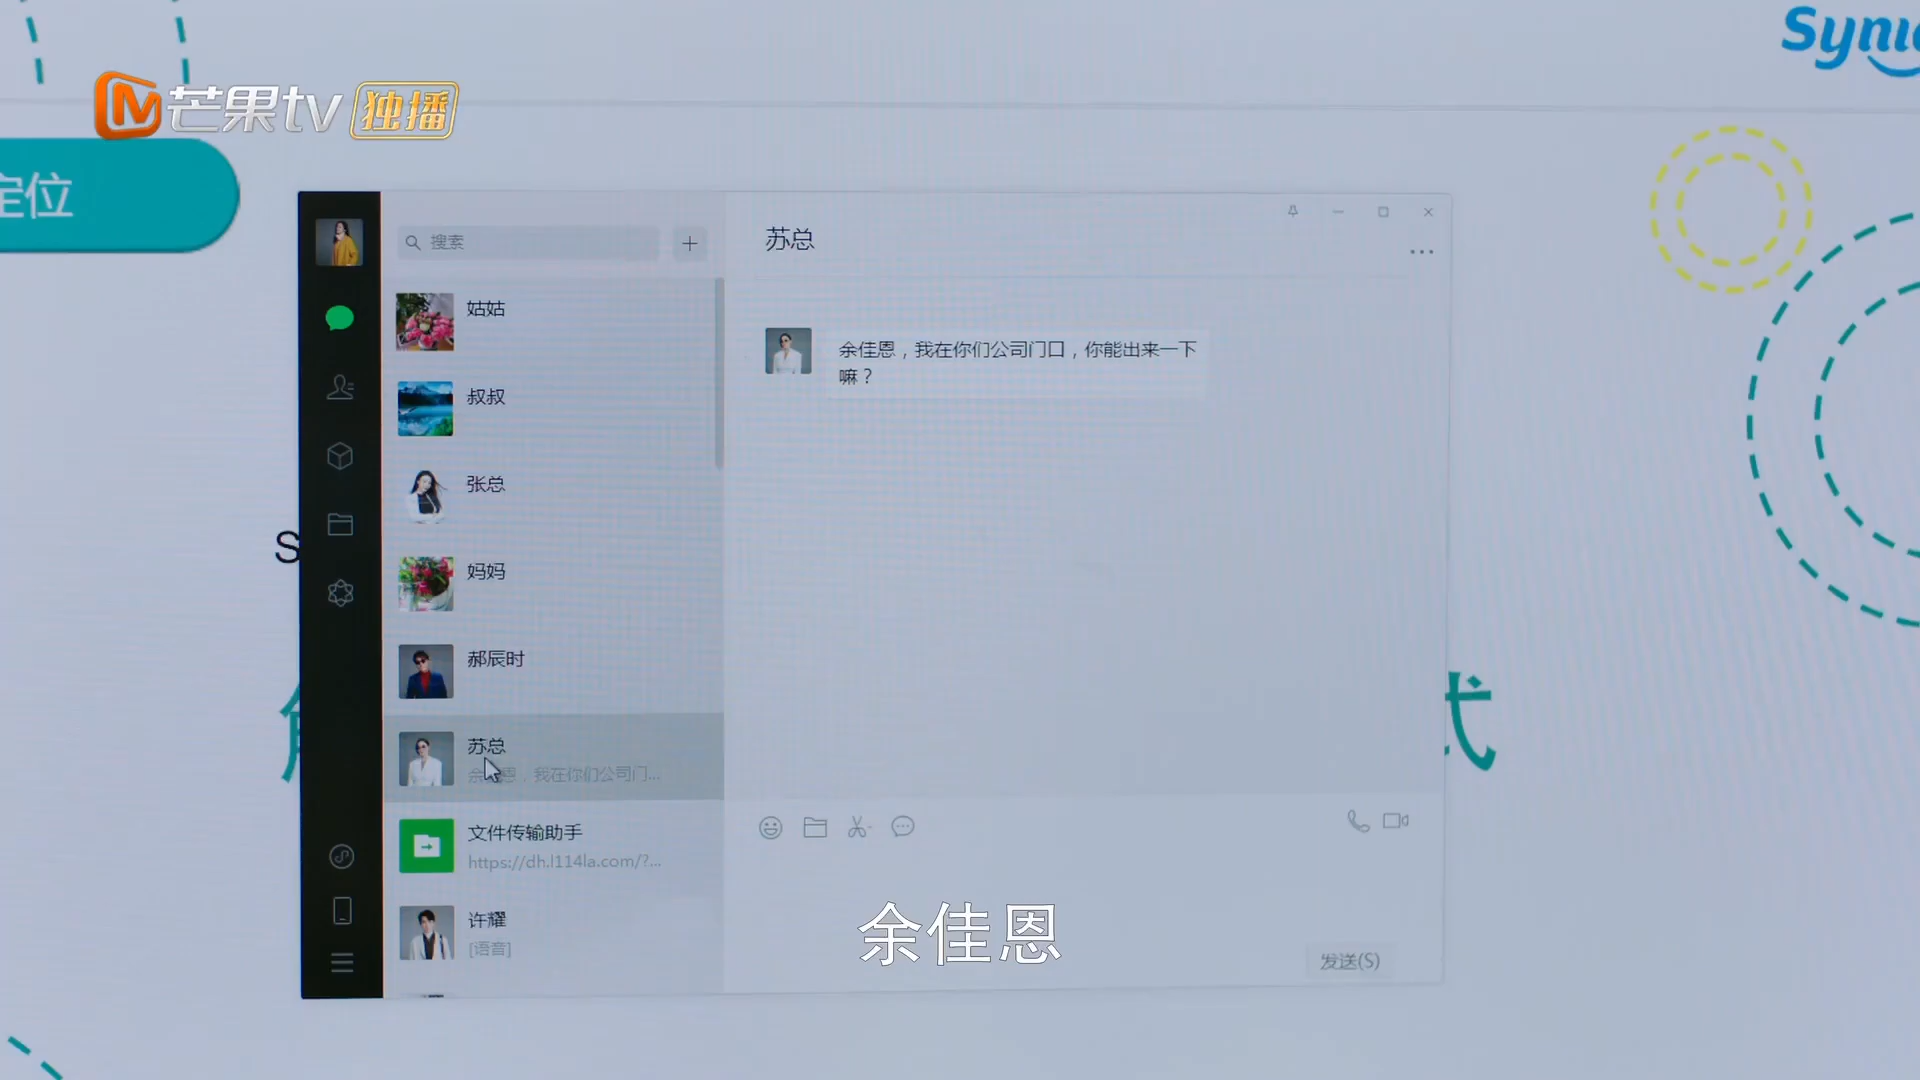 芒果tv 独播
定位
搜索
苏总
姑姑
余佳恩，我在你们公司门口，你能出来一下
嘛？
叔叔
张总
S
妈妈
郝辰时
式
苏总
我在你们公司门...
文件传输助手
https://dh.l114la.com/?...
许耀
[语音]
余佳恩
发送(S)